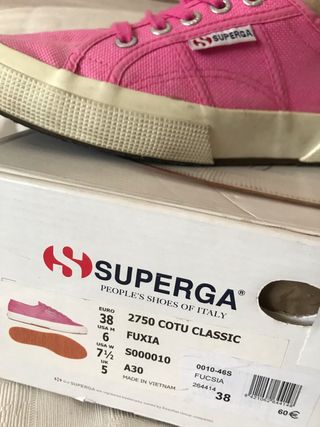 SUPERGA
SUPERGA®
PEOPLE'S SHOES OF ITALY
EURO
38
USA M
6
USA W
7½
UK
5
2750 COTU CLASSIC
FUXIA
S000010
A30
MADE IN VIETNAM
0010-46S
FUCSIA
264414
38
60 €